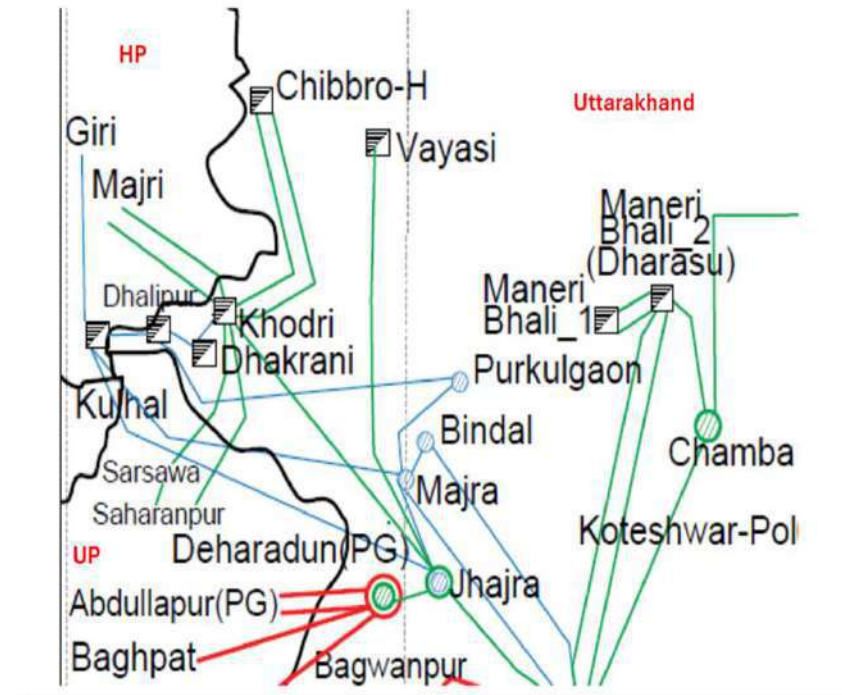 HP
Chibbro-H
Uttarakhand
Giri
Vayasi
Majri
Maneri
Bhali_2
(Dharasu)
Dhalipur
Maneri
Bhali_1
Khodri
Dhakrani
Purkulgaon
Kulhal
Bindal
Chamba
Sarsawa
Majra
Saharanpur
Koteshwar-Pol
Deharadun(PG)
UP
Jhajra
Abdullapur(PG)
Baghpat
Bagwanpur